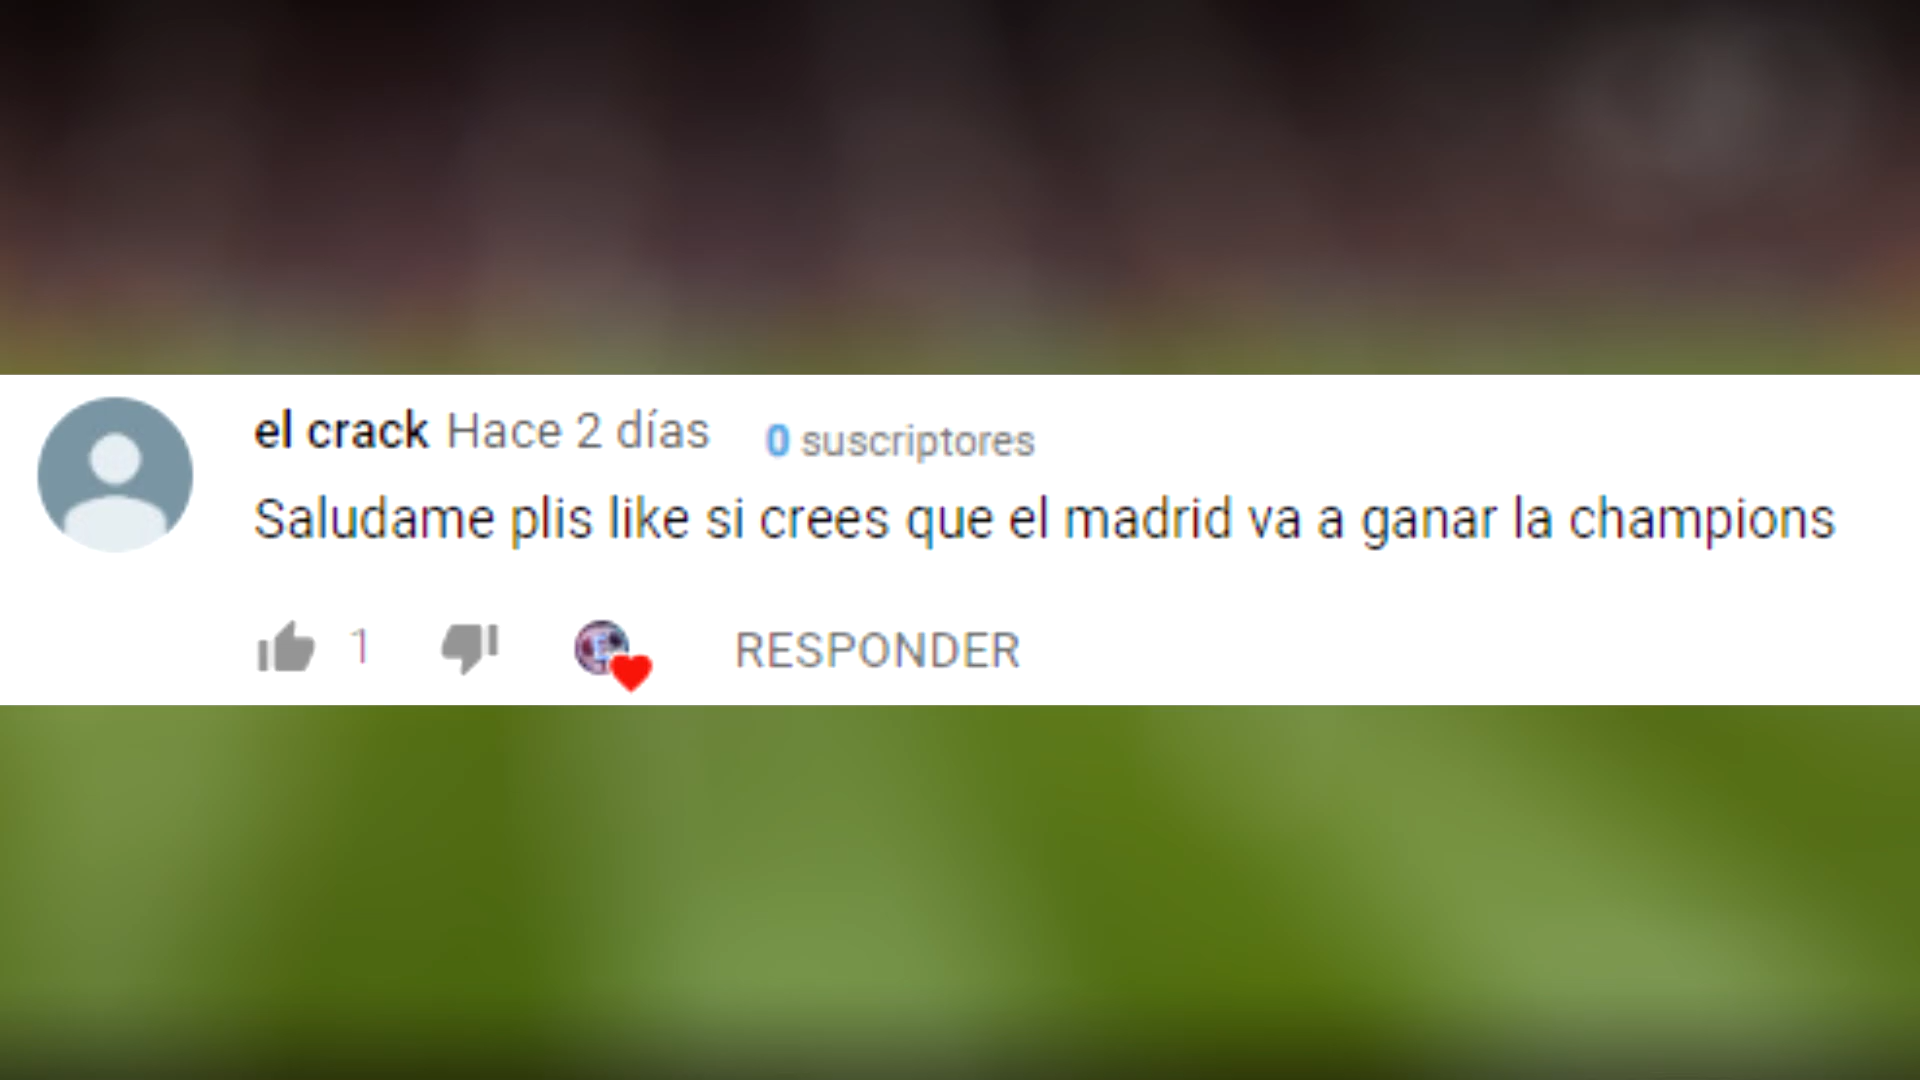 el crack Hace 2 días 0 suscriptores
Saludame plis like si crees que el madrid va a ganar la champions
1 RESPONDER